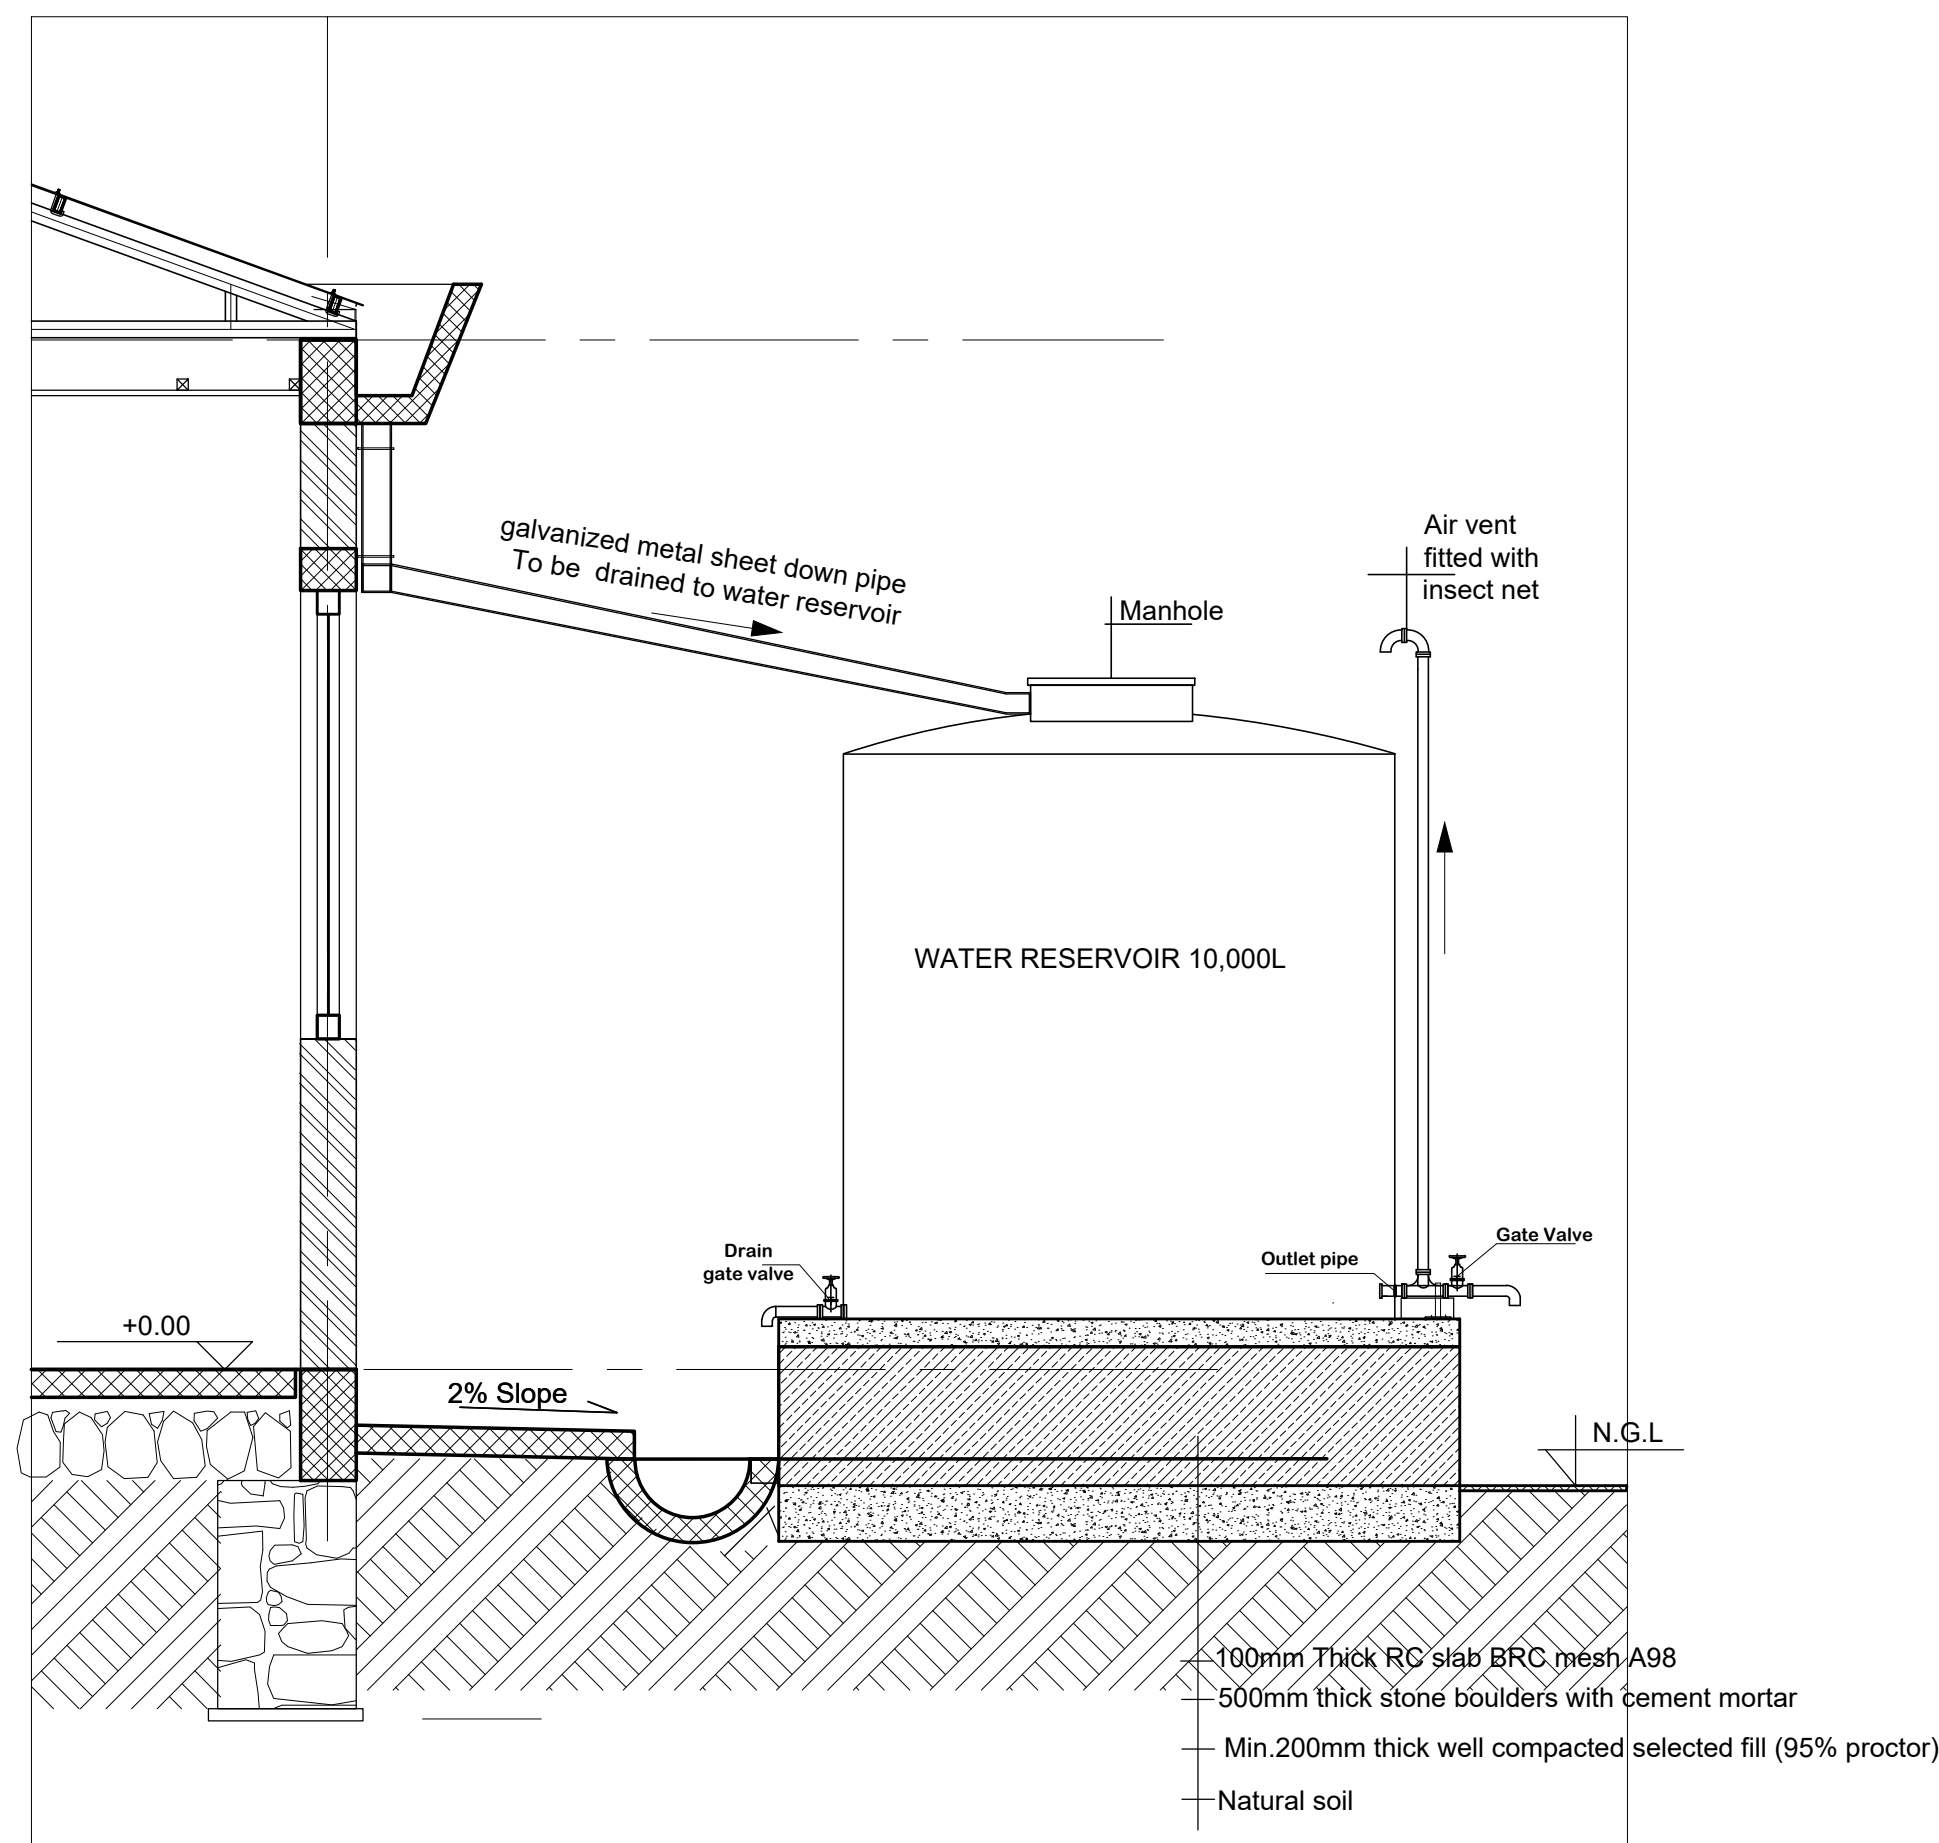 galvanized metal sheet down pipe
To be drained to water reservoir
Air vent
fitted with
insect net
Manhole
WATER RESERVOIR 10,000L
Drain
gate valve
Outlet pipe
Gate Valve
+0.00
2% Slope
N.G.L
100mm Thick RC slab BRC mesh A98
500mm thick stone boulders with cement mortar
Min.200mm thick well compacted selected fill (95% proctor)
Natural soil